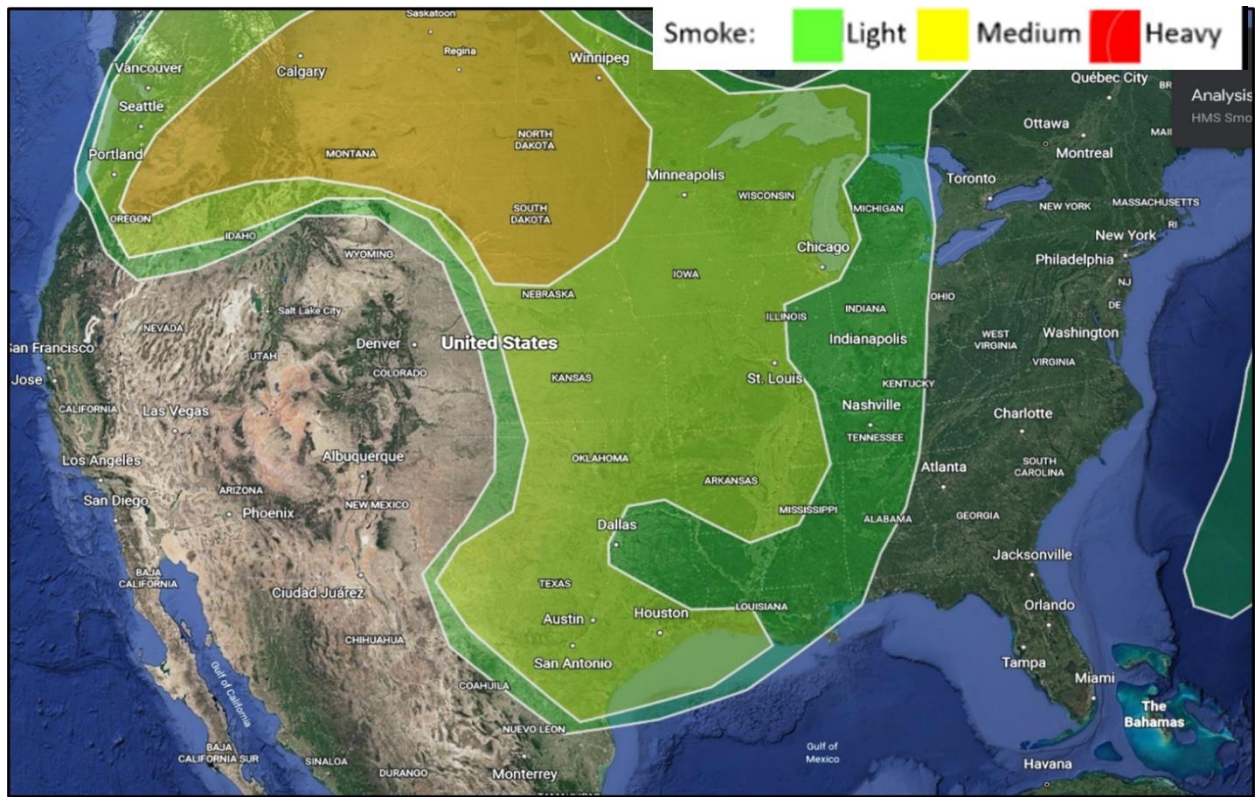 Smoke: Light Medium Heavy
Saskatoon
Regina
Winnipeg
Calgary
Vancouver
Seattle
Portland
Québec City
Analysis
HMS Smo
Ottawa
MAI
Montreal
Toronto
NORTH
DAKOTA
MONTANA
Minneapolis
WISCONSIN
MICHIGAN
NEW YORK
MASSACHUSETTS
RI
SOUTH
DAKOTA
OREGON
IDAHO
WYOMING
Chicago
New York
Philadelphia
IOWA
NJ
NEBRASKA
OHIO
DE
Salt Lake City
ILLINOIS
INDIANA
NEVADA
Denver
United States
Indianapolis
WEST
VIRGINIA
Washington
San Francisco
UTAH
VIRGINIA
Jose
COLORADO
KANSAS
St. Louis
KENTUCKY
CALIFORNIA
Las Vegas
Nashville
Charlotte
TENNESSEE
Los Angeles
Albuquerque
OKLAHOMA
Atlanta
SOUTH
CAROLINA
San Diego
ARIZONA
NEW MEXICO
ARKANSAS
Phoenix
MISSISSIPPI
ALABAMA
GEORGIA
Dallas
Jacksonville
BAJA
CALIFORNIA
Ciudad Juárez
TEXAS
LOUISIANA
Orlando
Austin
Houston
CHIHUAHUA
San Antonio
Tampa
Gulf of California
COAHUILA
Miami
NUEVO LEON
The
Bahamas
BAJA
CALIFORNIA SUR
SINALOA
DURANGO
Monterrey
Gulf of
Mexico
Havana